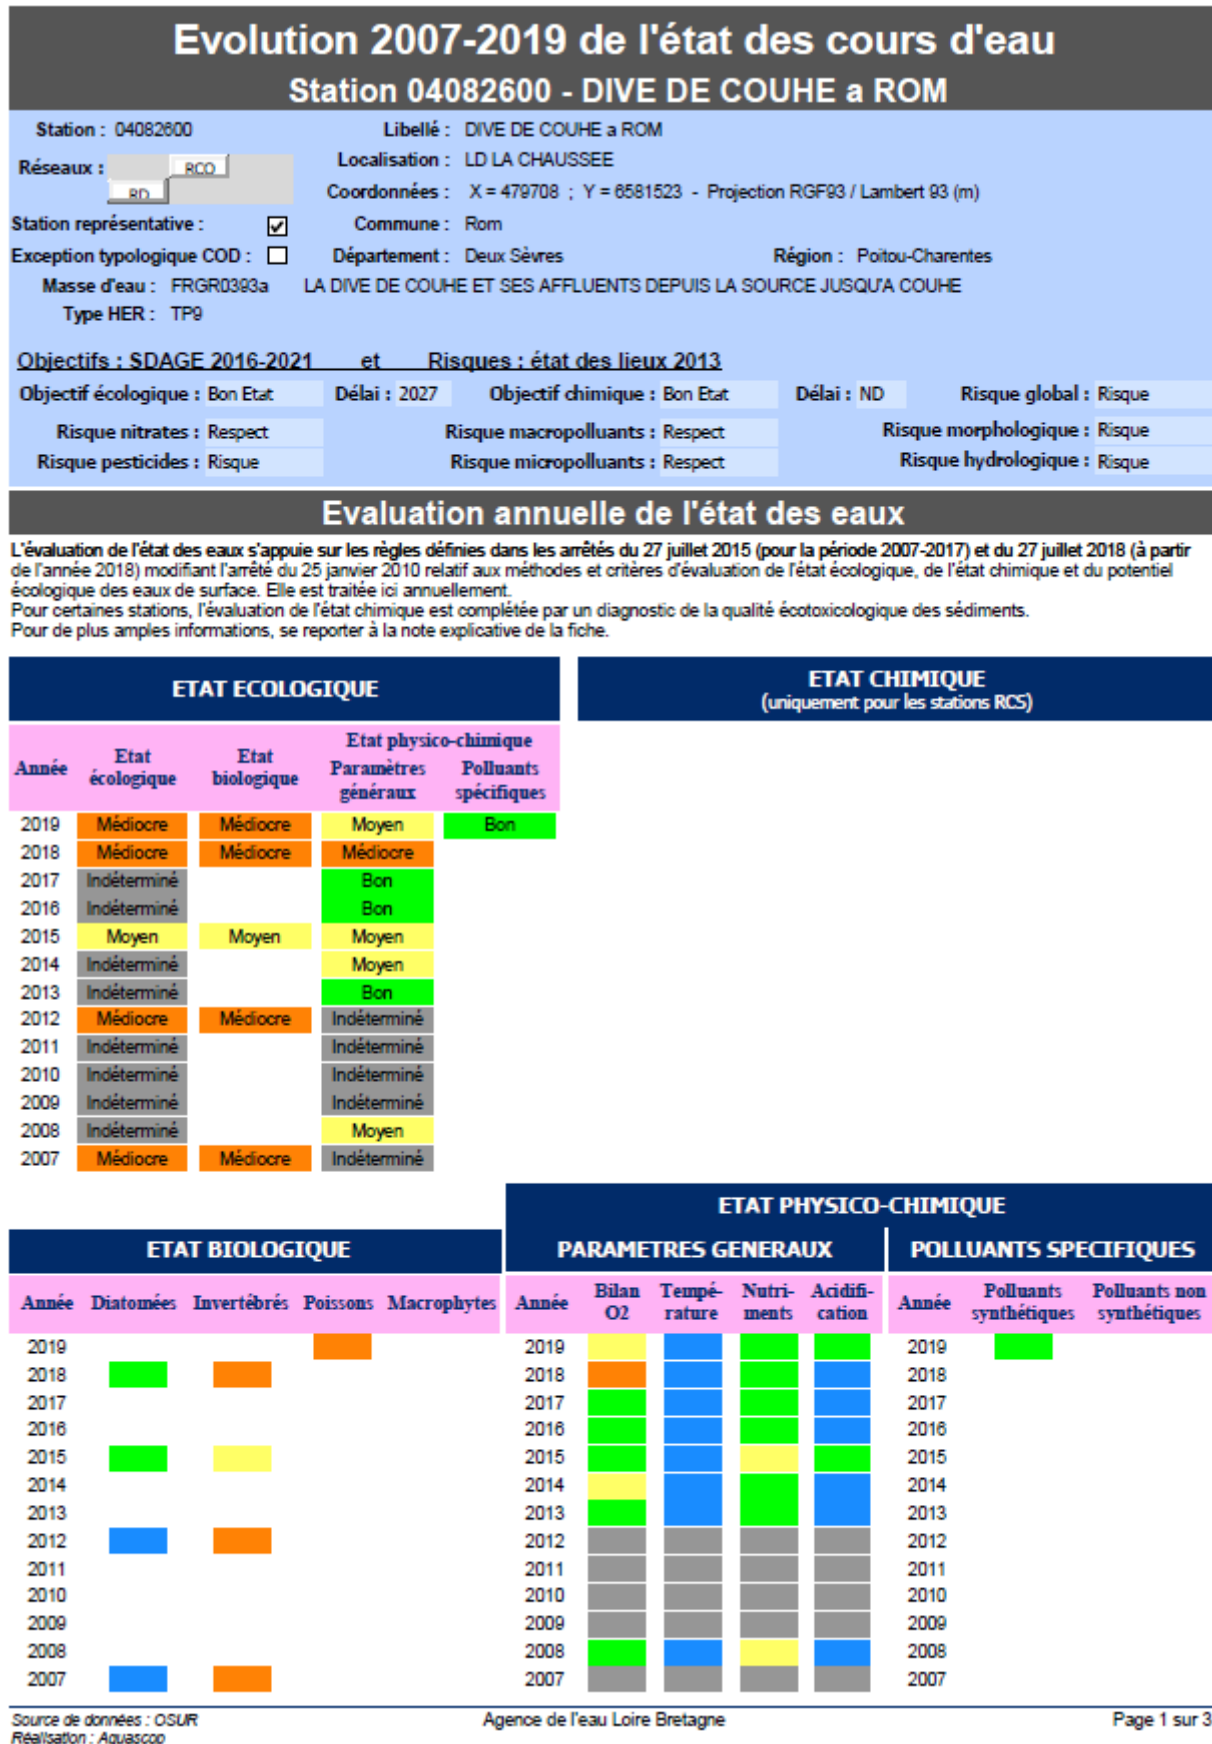 Evolution 2007-2019 de l'état des cours d'eau
Station 04082600 - DIVE DE COUHE a ROM
Station : 04082600 Libellé : DIVE DE COUHE a ROM
Réseaux : RCO RD
Localisation : LD LA CHAUSSEE
Coordonnées : X = 479708 ; Y = 6581523 - Projection RGF93 / Lambert 93 (m)
Station représentative : Commune : Rom
Exception typologique COD : Département : Deux Sèvres Région : Poitou-Charentes
Masse d'eau : FRGR0393a LA DIVE DE COUHE ET SES AFFLUENTS DEPUIS LA SOURCE JUSQU'A COUHE
Type HER : TP9
Objectifs : SDAGE 2016-2021 et Risques : état des lieux 2013
Objectif écologique : Bon Etat Délai : 2027 Objectif chimique : Bon Etat Délai : ND Risque global : Risque
Risque nitrates : Respect Risque macropolluants : Respect Risque morphologique : Risque
Risque pesticides : Risque Risque micropolluants : Respect Risque hydrologique : Risque
Evaluation annuelle de l'état des eaux
L'évaluation de l'état des eaux s'appuie sur les règles définies dans les arrêtés du 27 juillet 2015 (pour la période 2007-2017) et du 27 juillet 2018 (à partir
de l'année 2018) modifiant l'arrêté du 25 janvier 2010 relatif aux méthodes et critères d'évaluation de l'état écologique, de l'état chimique et du potentiel
écologique des eaux de surface. Elle est traitée ici annuellement.
Pour certaines stations, l'évaluation de l'état chimique est complétée par un diagnostic de la qualité écotoxicologique des sédiments.
Pour de plus amples informations, se reporter à la note explicative de la fiche.
ETAT ECOLOGIQUE
ETAT CHIMIQUE
(uniquement pour les stations RCS)
Etat physico-chimique
Année Etat écologique Etat biologique Paramètres généraux Polluants spécifiques
2019 Médiocre Médiocre Moyen Bon
2018 Médiocre Médiocre Médiocre
2017 Indéterminé Bon
2016 Indéterminé Bon
2015 Moyen Moyen Moyen
2014 Indéterminé Moyen
2013 Indéterminé Bon
2012 Médiocre Médiocre Indéterminé
2011 Indéterminé Indéterminé
2010 Indéterminé Indéterminé
2009 Indéterminé Indéterminé
2008 Indéterminé Moyen
2007 Médiocre Médiocre Indéterminé
ETAT PHYSICO-CHIMIQUE
ETAT BIOLOGIQUE PARAMETRES GENERAUX POLLUANTS SPECIFIQUES
Année Diatomées Invertébrés Poissons Macrophytes Année Bilan O2 Tempé-rature Nutri-ments Acidifi-cation Année Polluants synthétiques Polluants non synthétiques
2019 2019 2019
2018 2018 2018
2017 2017 2017
2016 2016 2016
2015 2015 2015
2014 2014 2014
2013 2013 2013
2012 2012 2012
2011 2011 2011
2010 2010 2010
2009 2009 2009
2008 2008 2008
2007 2007 2007
Source de données : OSUR Agence de l'eau Loire Bretagne Page 1 sur 3
Réalisation : Aquascop